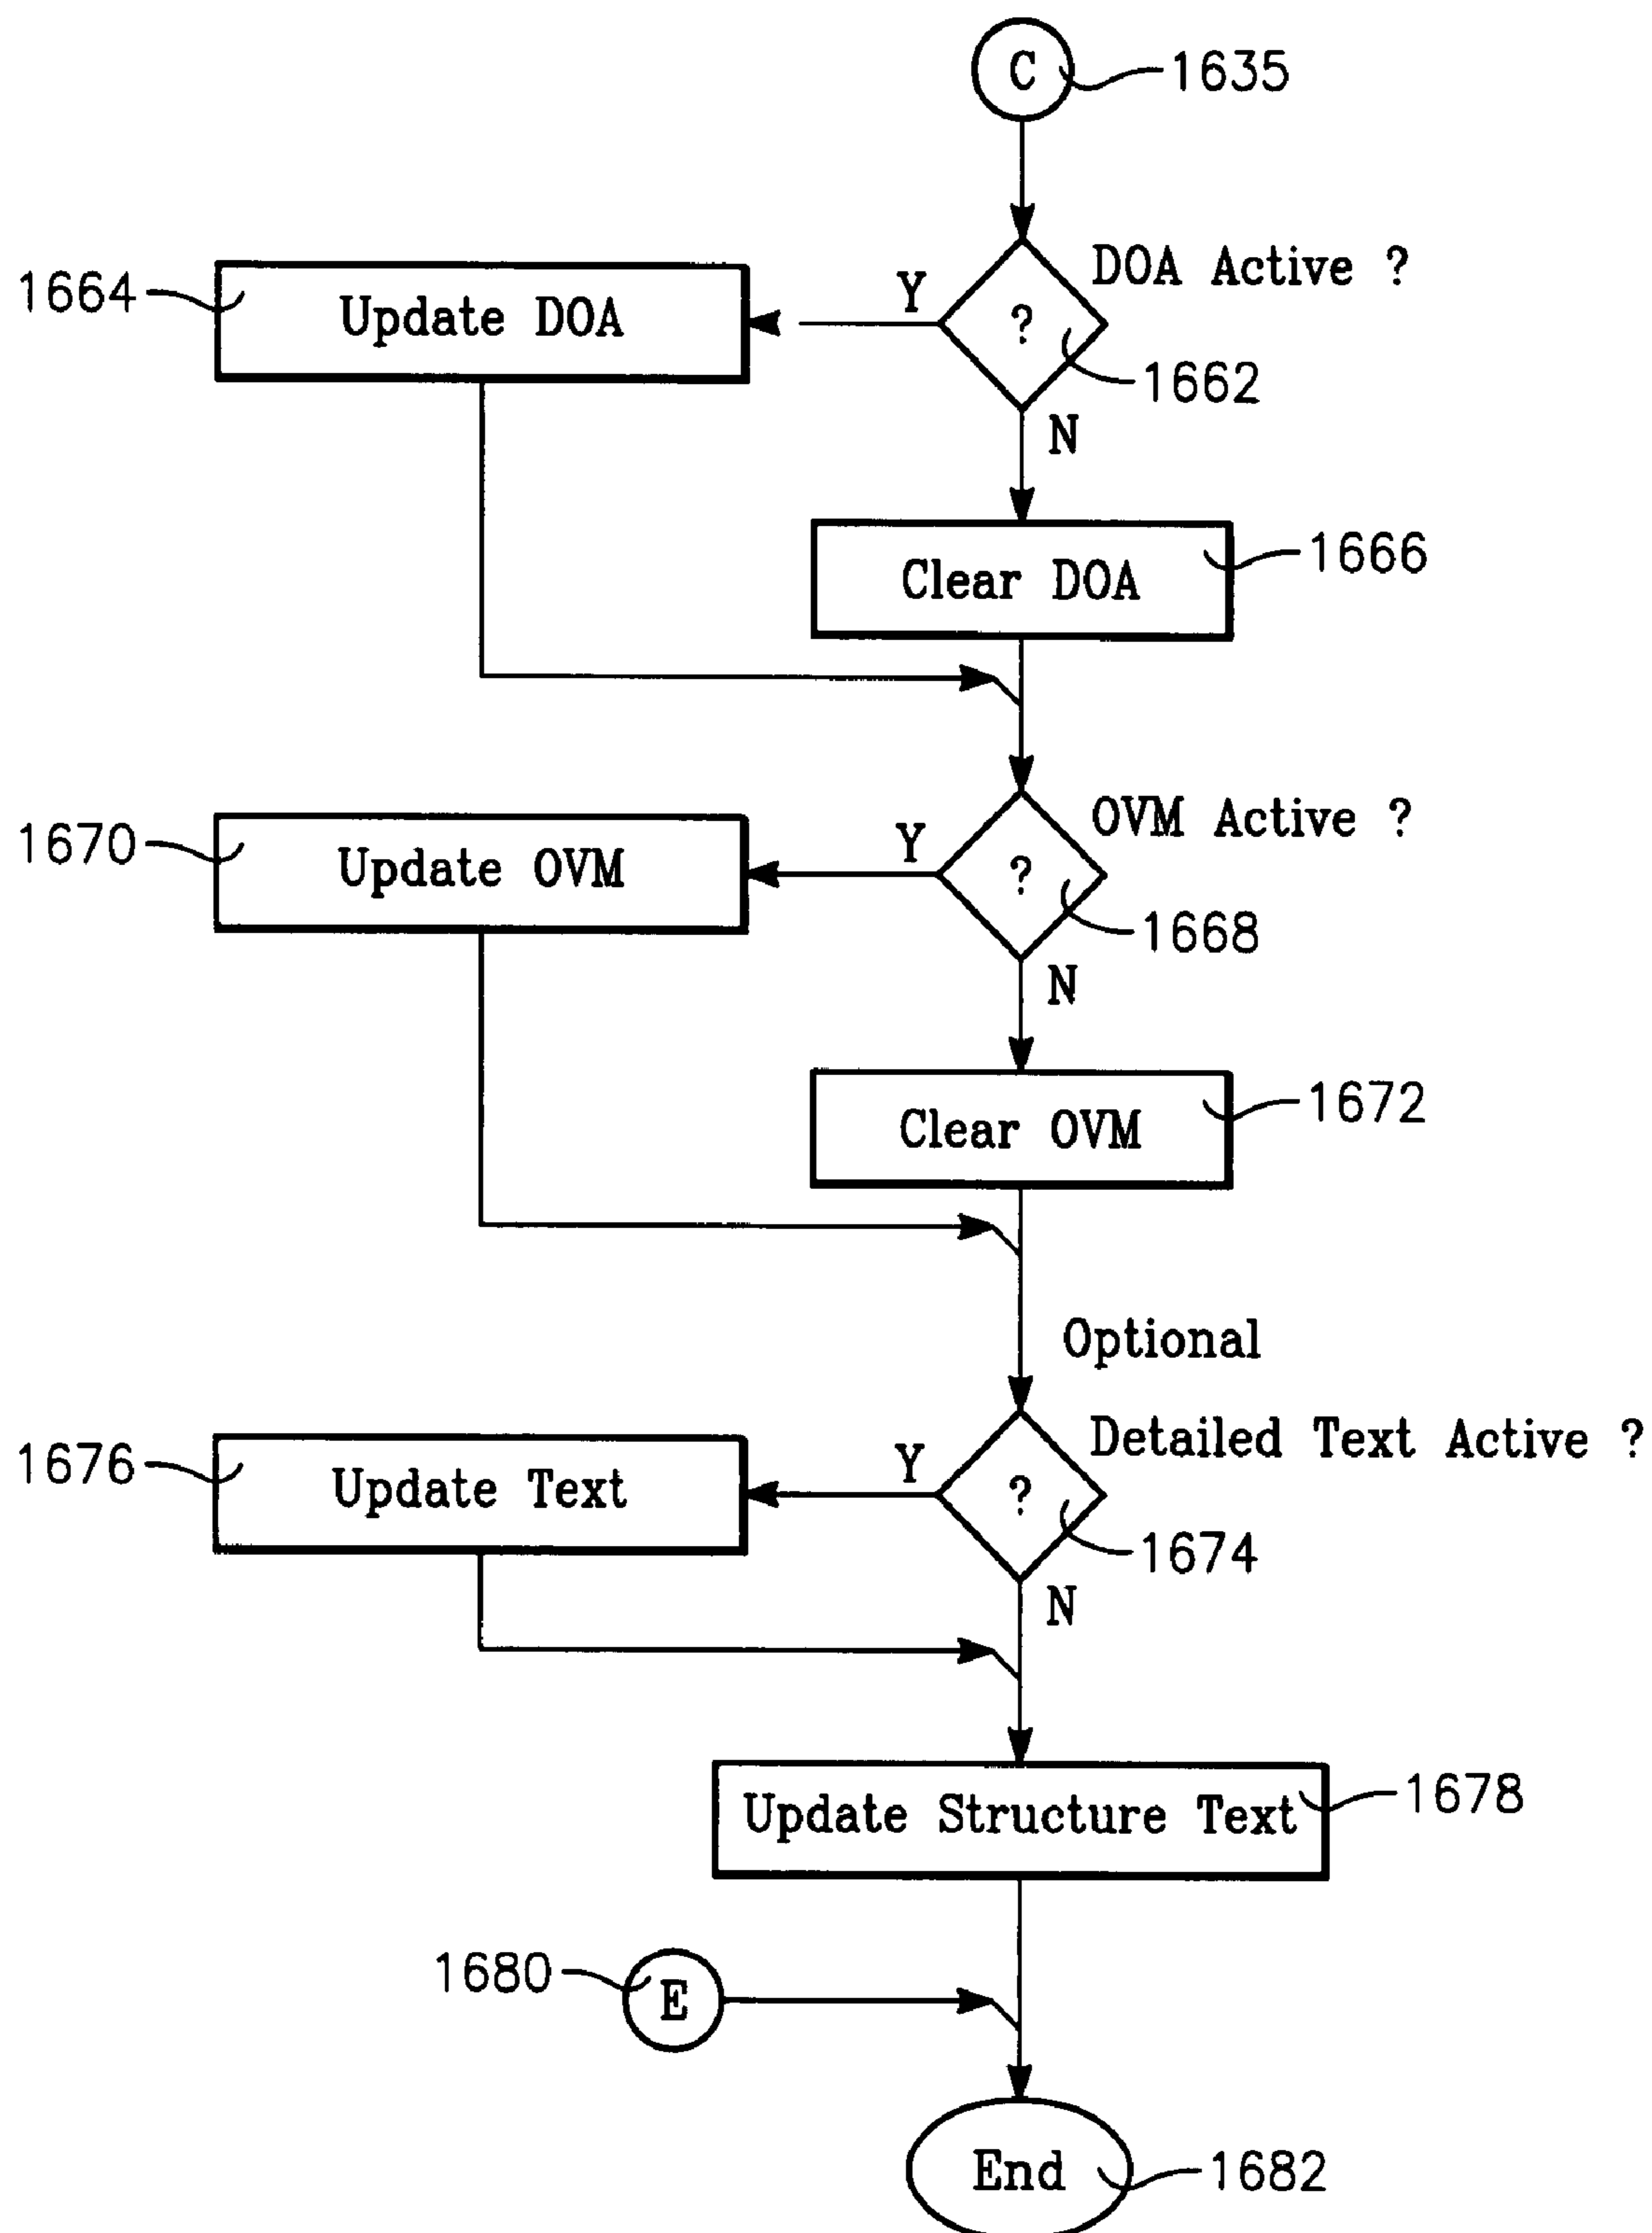 C
1635
DOA Active ?
Y
?
1662
1664
Update DOA
N
Clear DOA
1666
OVM Active ?
Y
?
1668
1670
Update OVM
N
Clear OVM
1672
Optional
Detailed Text Active ?
Y
?
1674
1676
Update Text
N
Update Structure Text
1678
1680
E
End
1682